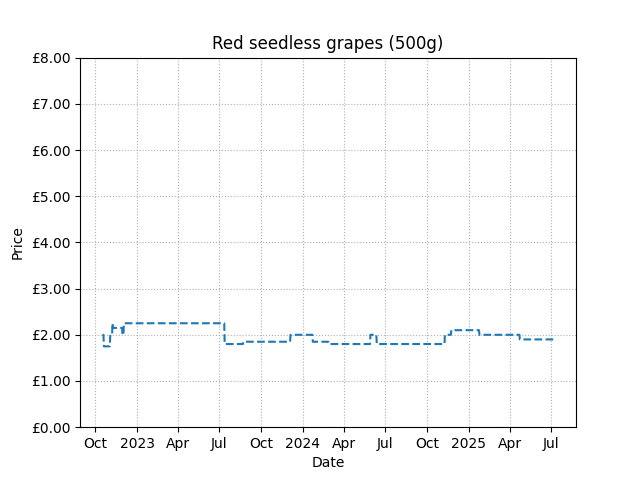 Red seedless grapes (500g)
£8.00
£7.00
£6.00
£5.00
£4.00
£3.00
£2.00
£1.00
£0.00
Price
Oct 2023 Apr Jul Oct 2024 Apr Jul Oct 2025 Apr Jul
Date